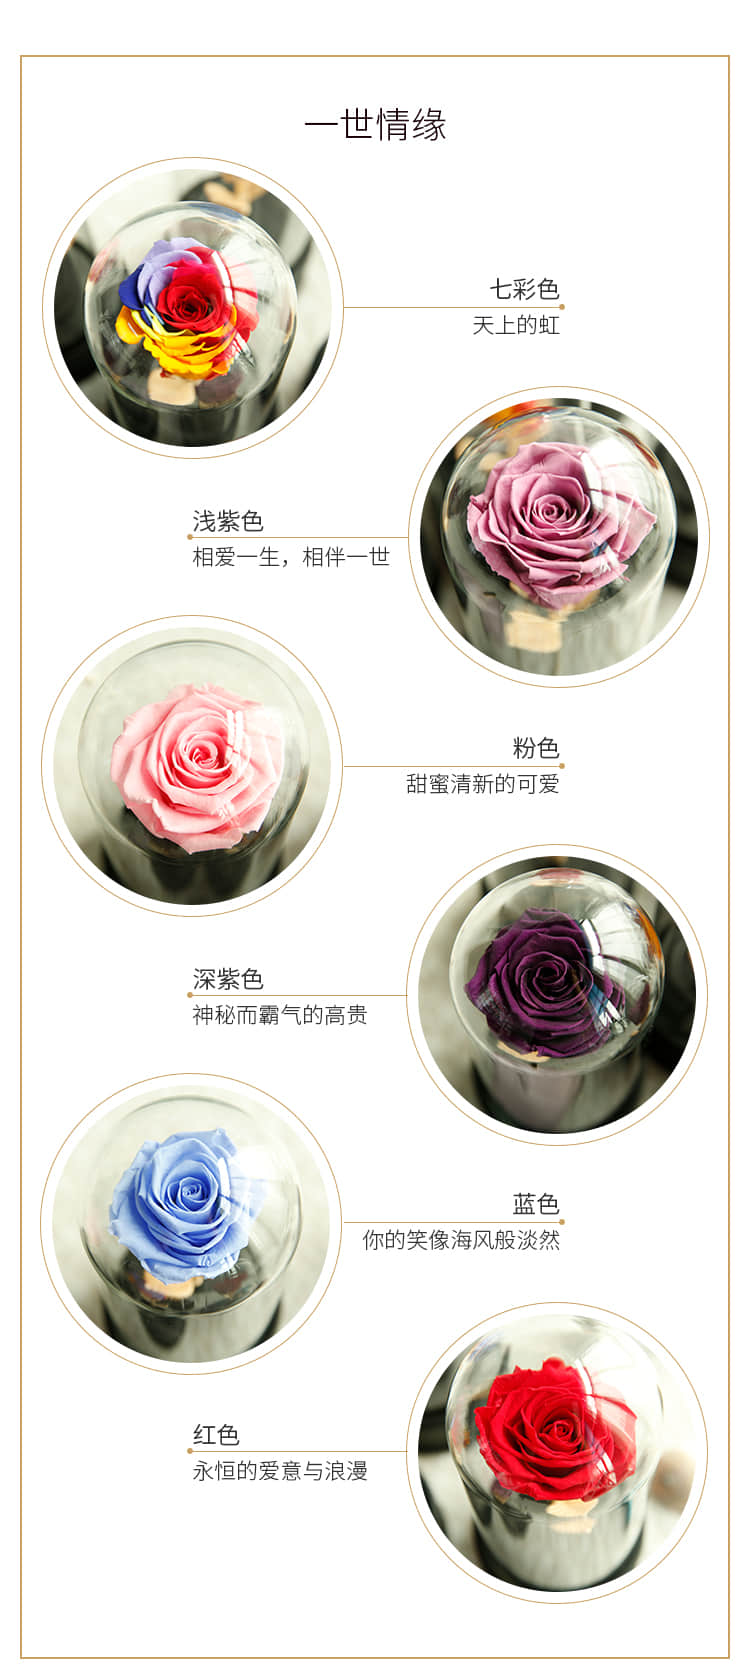 一世情缘
七彩色
天上的虹
浅紫色
相爱一生，相伴一世
粉色
甜蜜清新的可爱
深紫色
神秘而霸气的高贵
蓝色
你的笑像海风般淡然
红色
永恒的爱意与浪漫